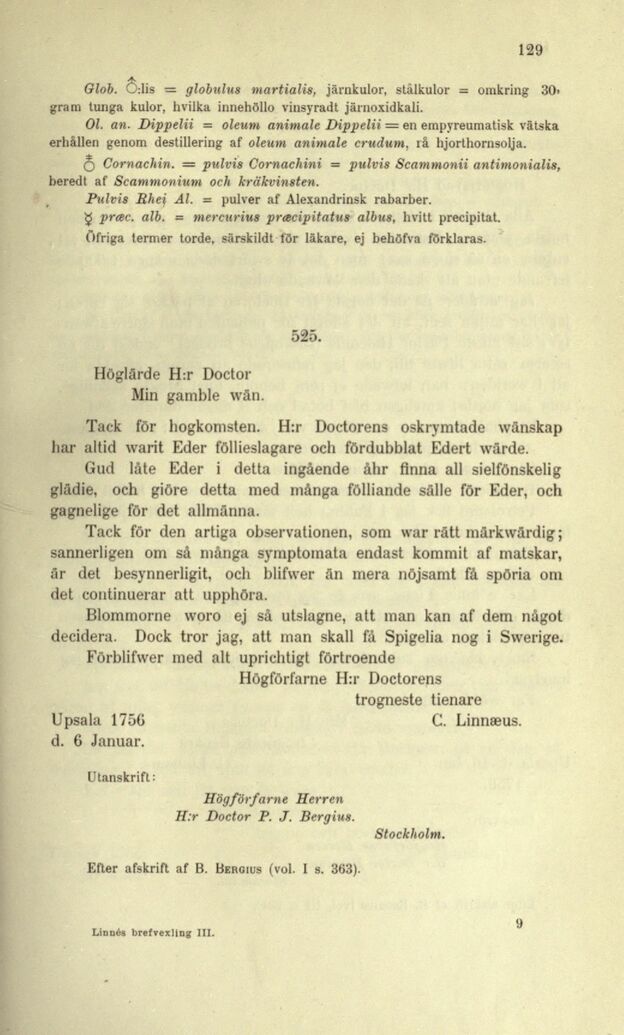 129
Glob. ♁:lis = globulus martialis, järnkulor, stålkulor = omkring 30-
gram tunga kulor, hvilka innehöllo vinsyradt järnoxidkali.
Ol. an. Dippelii = oleum animale Dippelii = en empyreumatisk vätska
erhållen genom destillering af oleum animale crudum, rå hjorthornsolja.
Cornachin. = pulvis Cornachini = pulvis Scammonii antimonialis,
beredt af Scammonium och kräkvinsten.
Pulvis Rhej Al. = pulver af Alexandrinsk rabarber.
☿ præc. alb. = mercurius præcipitatus albus, hvitt precipitat.
Öfriga termer torde, särskildt för läkare, ej behöfva förklaras.
525.
Höglärde H:r Doctor
Min gamble wän.
Tack för hogkomsten. H:r Doctorens oskrymtade wänskap
har altid warit Eder föllieslagare och fördubblat Edert wärde.
Gud låte Eder i detta ingående åhr finna all sielfönskelig
glädie, och giöre detta med många fölliande sälle för Eder, och
gagnelige för det allmänna.
Tack för den artiga observationen, som war rätt märkwärdig;
sannerligen om så många symptomata endast kommit af matskar,
är det besynnerligit, och blifwer än mera nöjsamt få spöria om
det continuerar att upphöra.
Blommorne woro ej så utslagne, att man kan af dem något
decidera. Dock tror jag, att man skall få Spigelia nog i Swerige.
Förblifwer med alt uprichtigt förtroende
Högförfarne H:r Doctorens
trogneste tienare
Upsala 1756 C. Linnæus.
d. 6 Januar.
Utanskrift:
Högförfarne Herren
H:r Doctor P. J. Bergius.
Stockholm.
Efter afskrift af B. Bergius (vol. I s. 363).
Linnés brefvexling III. 9